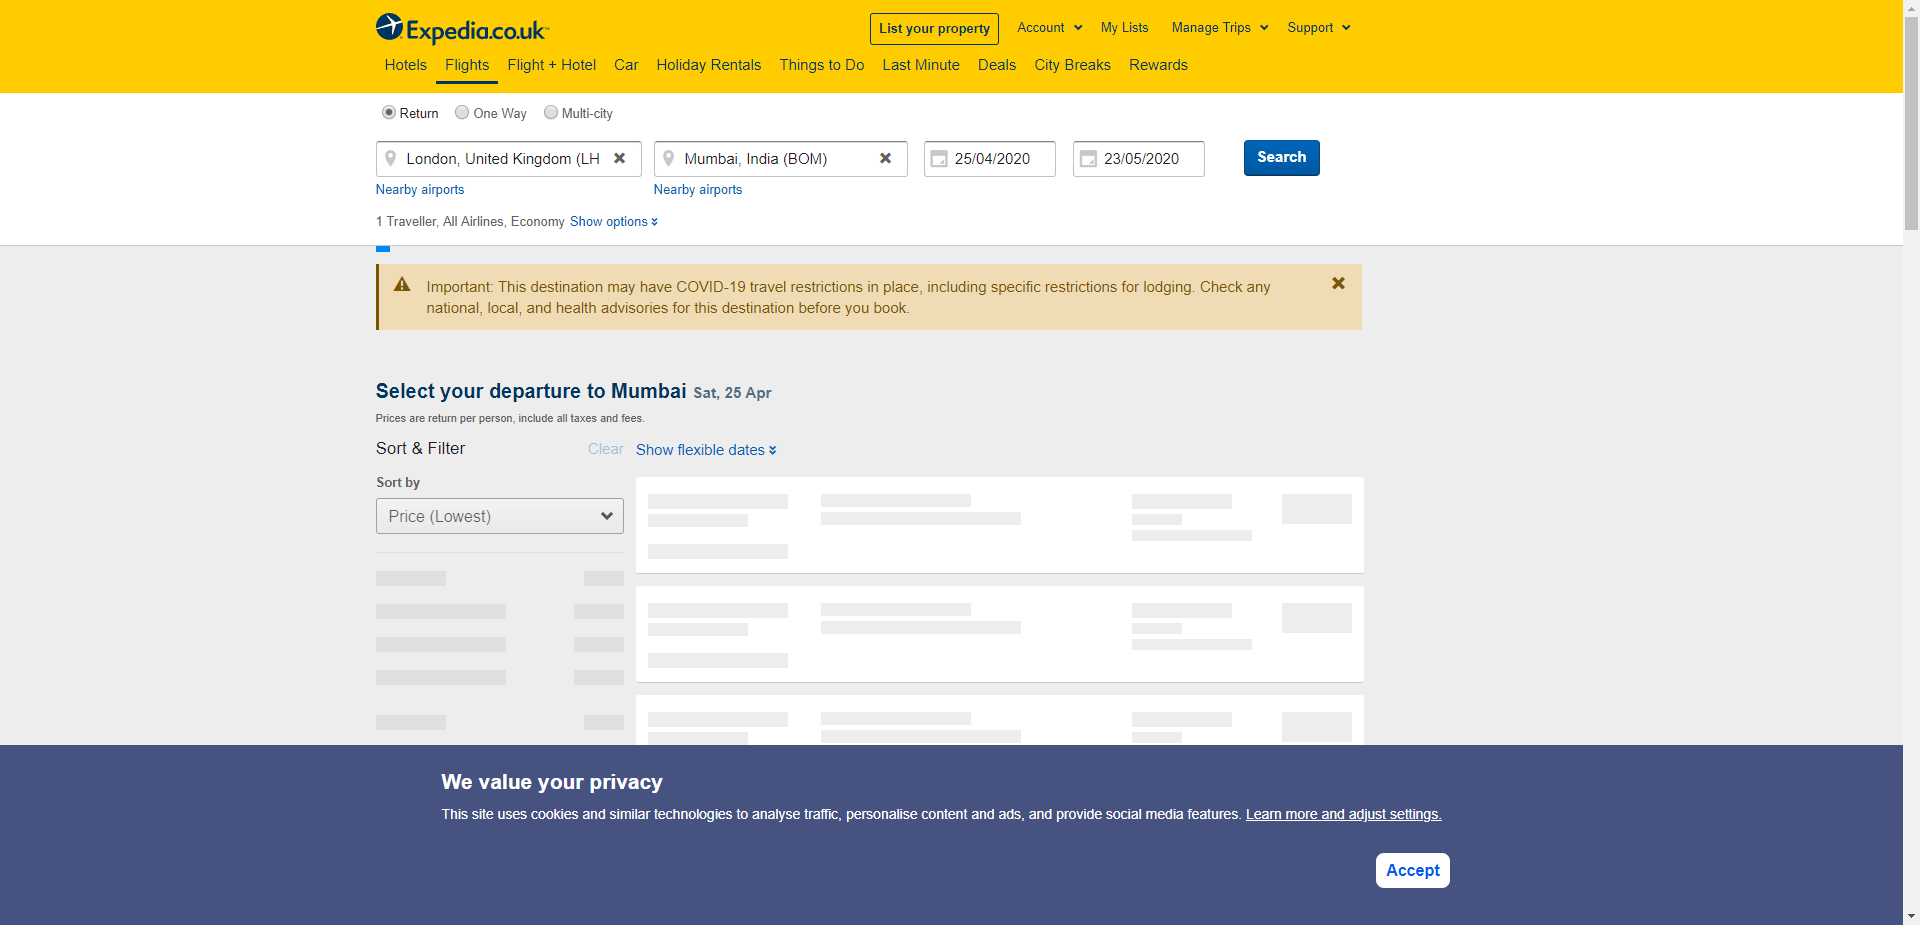 Expedia.co.uk
List your property
Account
My Lists
Manage Trips
Support
Hotels
Flights
Flight + Hotel
Car
Holiday Rentals
Things to Do
Last Minute
Deals
City Breaks
Rewards
Return
One Way
Multi-city
London, United Kingdom (LH
Mumbai, India (BOM)
25/04/2020
23/05/2020
Search
Nearby airports
Nearby airports
1 Traveller, All Airlines, Economy Show options
Important: This destination may have COVID-19 travel restrictions in place, including specific restrictions for lodging. Check any
national, local, and health advisories for this destination before you book.
Select your departure to Mumbai Sat, 25 Apr
Prices are return per person, include all taxes and fees.
Sort & Filter
Clear
Show flexible dates
Sort by
Price (Lowest)
We value your privacy
This site uses cookies and similar technologies to analyse traffic, personalise content and ads, and provide social media features. Learn more and adjust settings.
Accept